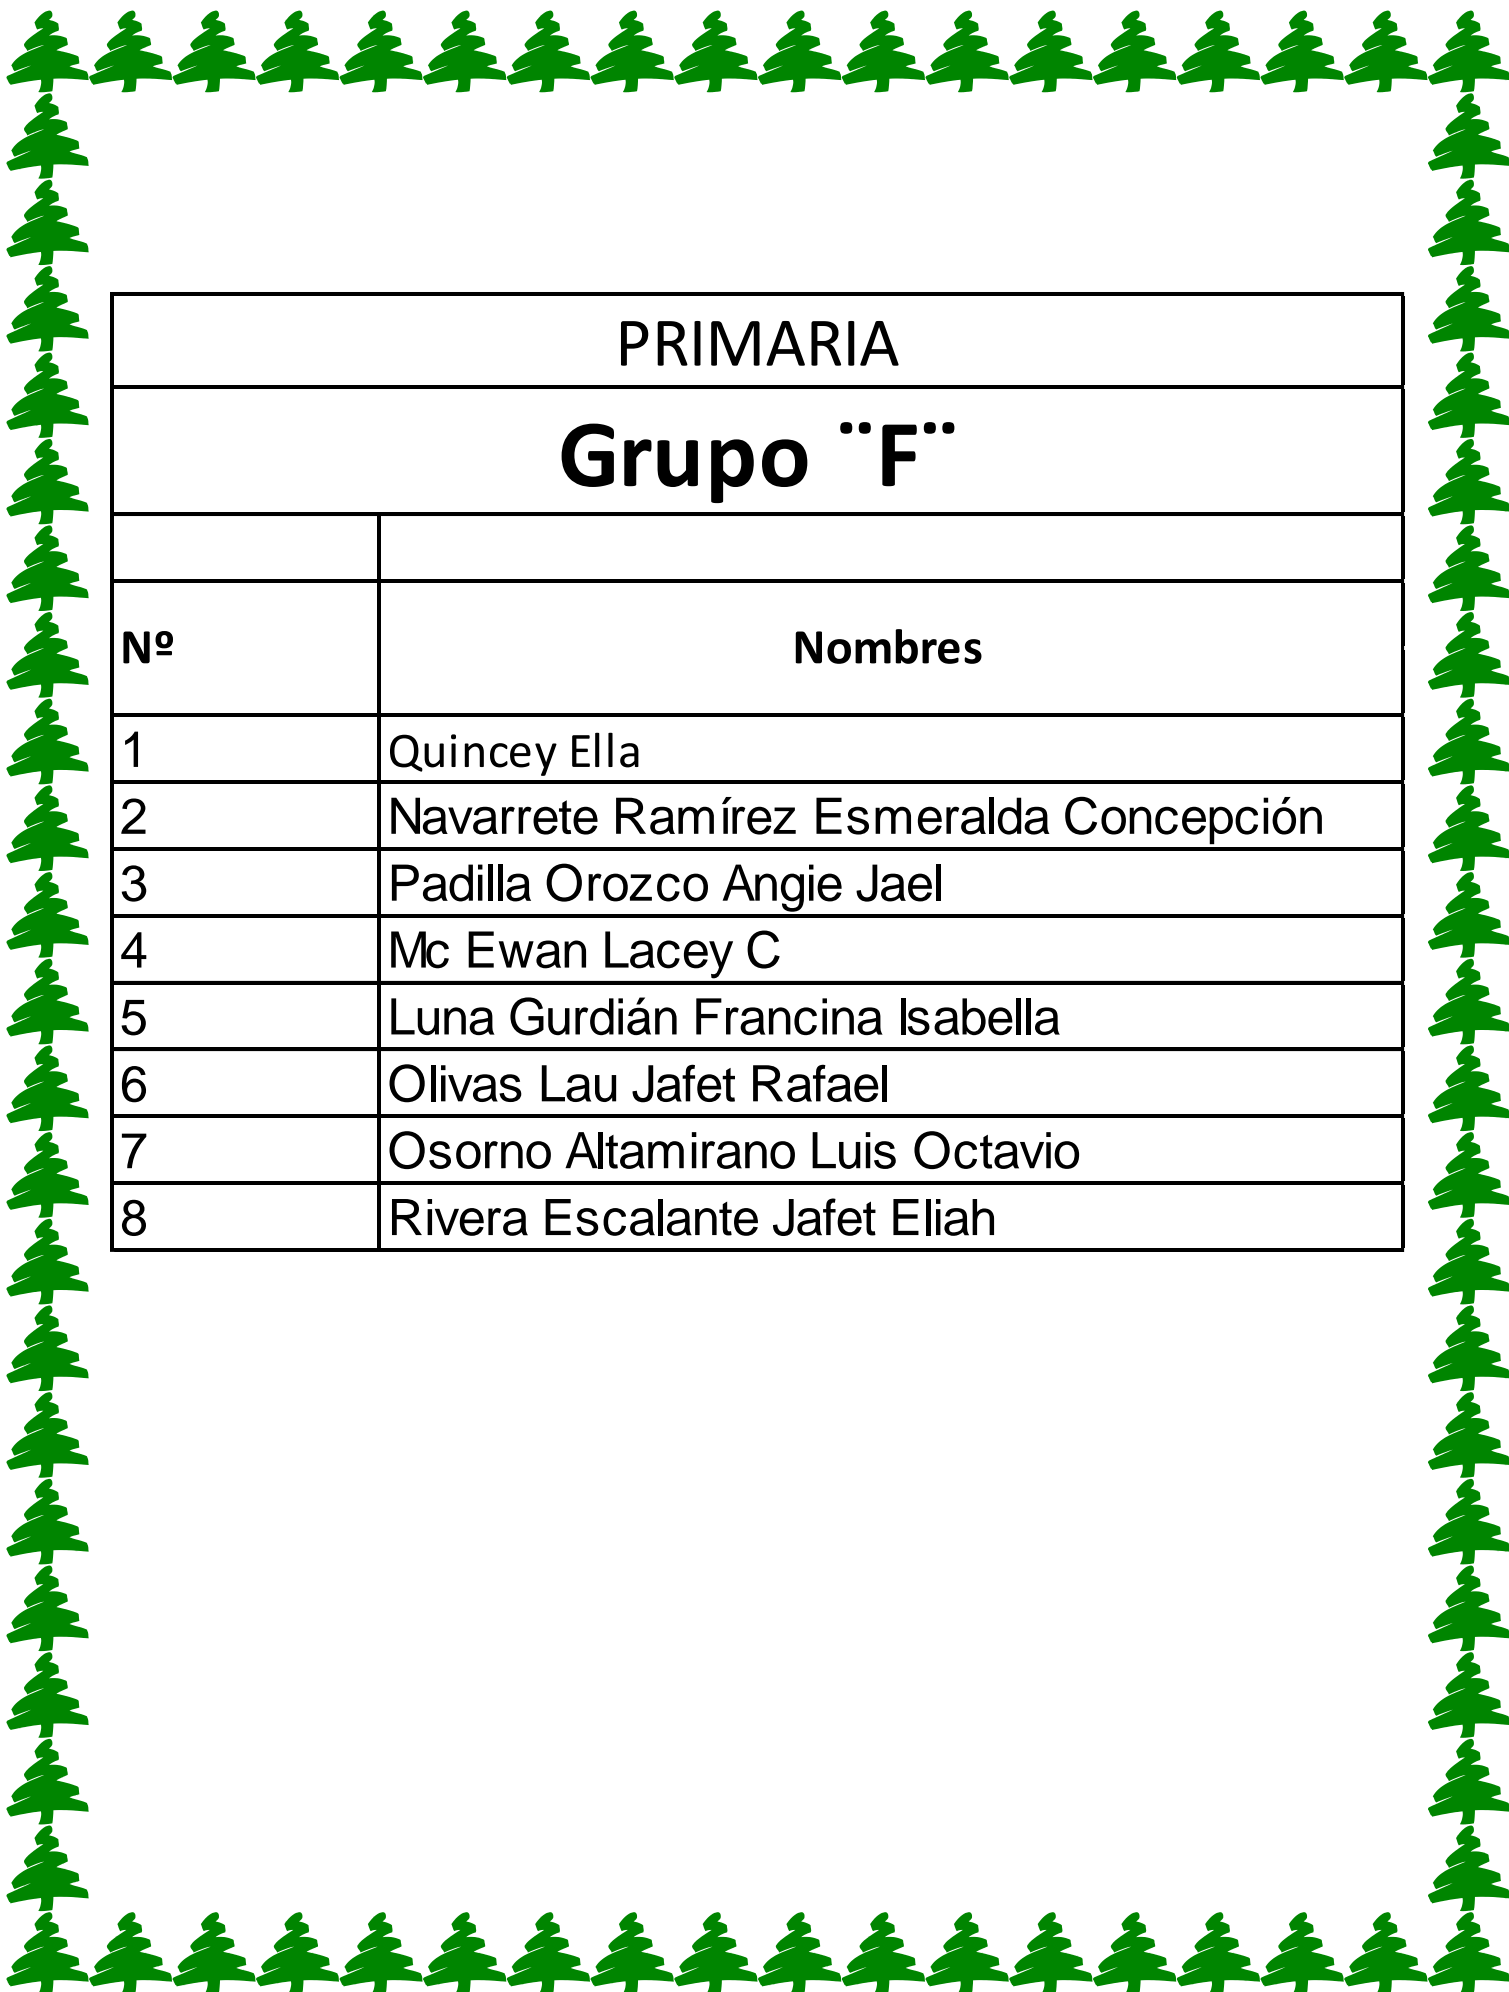 PRIMARIA
Grupo ¨F¨
Nº Nombres
1 Quincey Ella
2 Navarrete Ramírez Esmeralda Concepción
3 Padilla Orozco Angie Jael
4 Mc Ewan Lacey C
5 Luna Gurdián Francina Isabella
6 Olivas Lau Jafet Rafael
7 Osorno Altamirano Luis Octavio
8 Rivera Escalante Jafet Eliah